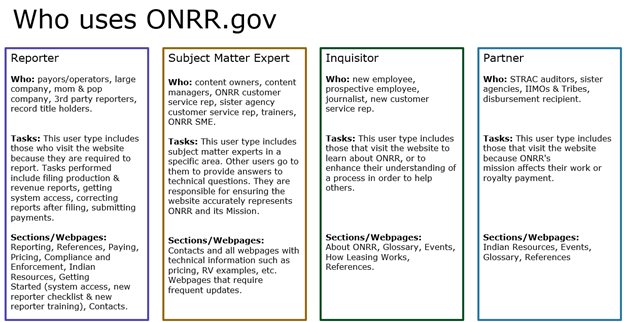 Who uses ONRR.gov
Reporter
Who: payors/operators, large
company, mom & pop
company, 3rd party reporters,
record title holders.
Tasks: This user type includes
those who visit the website
because they are required to
report. Tasks performed
include filing production &
revenue reports, getting
system access, correcting
reports after filing, submitting
payments.
Sections/Webpages:
Reporting, References, Paying,
Pricing, Compliance and
Enforcement, Indian
Resources, Getting
Started (system access, new
reporter checklist & new
reporter training), Contacts.
Subject Matter Expert
Who: content owners, content
managers, ONRR customer
service rep, sister agency
customer service rep, trainers,
ONRR SME.
Tasks: This user type includes
subject matter experts in a
specific area. Other users go to
them to provide answers to
technical questions. They are
responsible for ensuring the
website accurately represents
ONRR and its Mission.
Sections/Webpages:
Contacts and all webpages with
technical information such as
pricing, RV examples, etc.
Webpages that require
frequent updates.
Inquisitor
Who: new employee,
prospective employee,
journalist, new customer
service rep.
Tasks: This user type includes
those that visit the website to
learn about ONRR, or to
enhance their understanding of
a process in order to help
others.
Sections/Webpages:
About ONRR, Glossary, Events,
How Leasing Works,
References.
Partner
Who: STRAC auditors, sister
agencies, IIMOs & Tribes,
disbursement recipient.
Tasks: This user type includes
those that visit the website
because ONRR's
mission affects their work or
royalty payment.
Sections/Webpages:
Indian Resources, Events,
Glossary, References